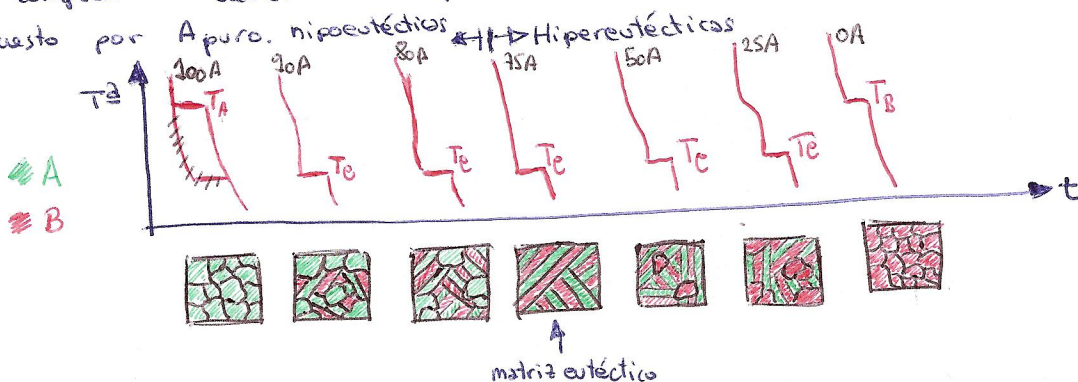 uesto por A puro. nipoeutécticos Hipereutécticos
100A 90A 80A 75A 50A 25A 0A
Tª
TA Te Te Te Te Te TB
t
A
B
matriz eutéctico